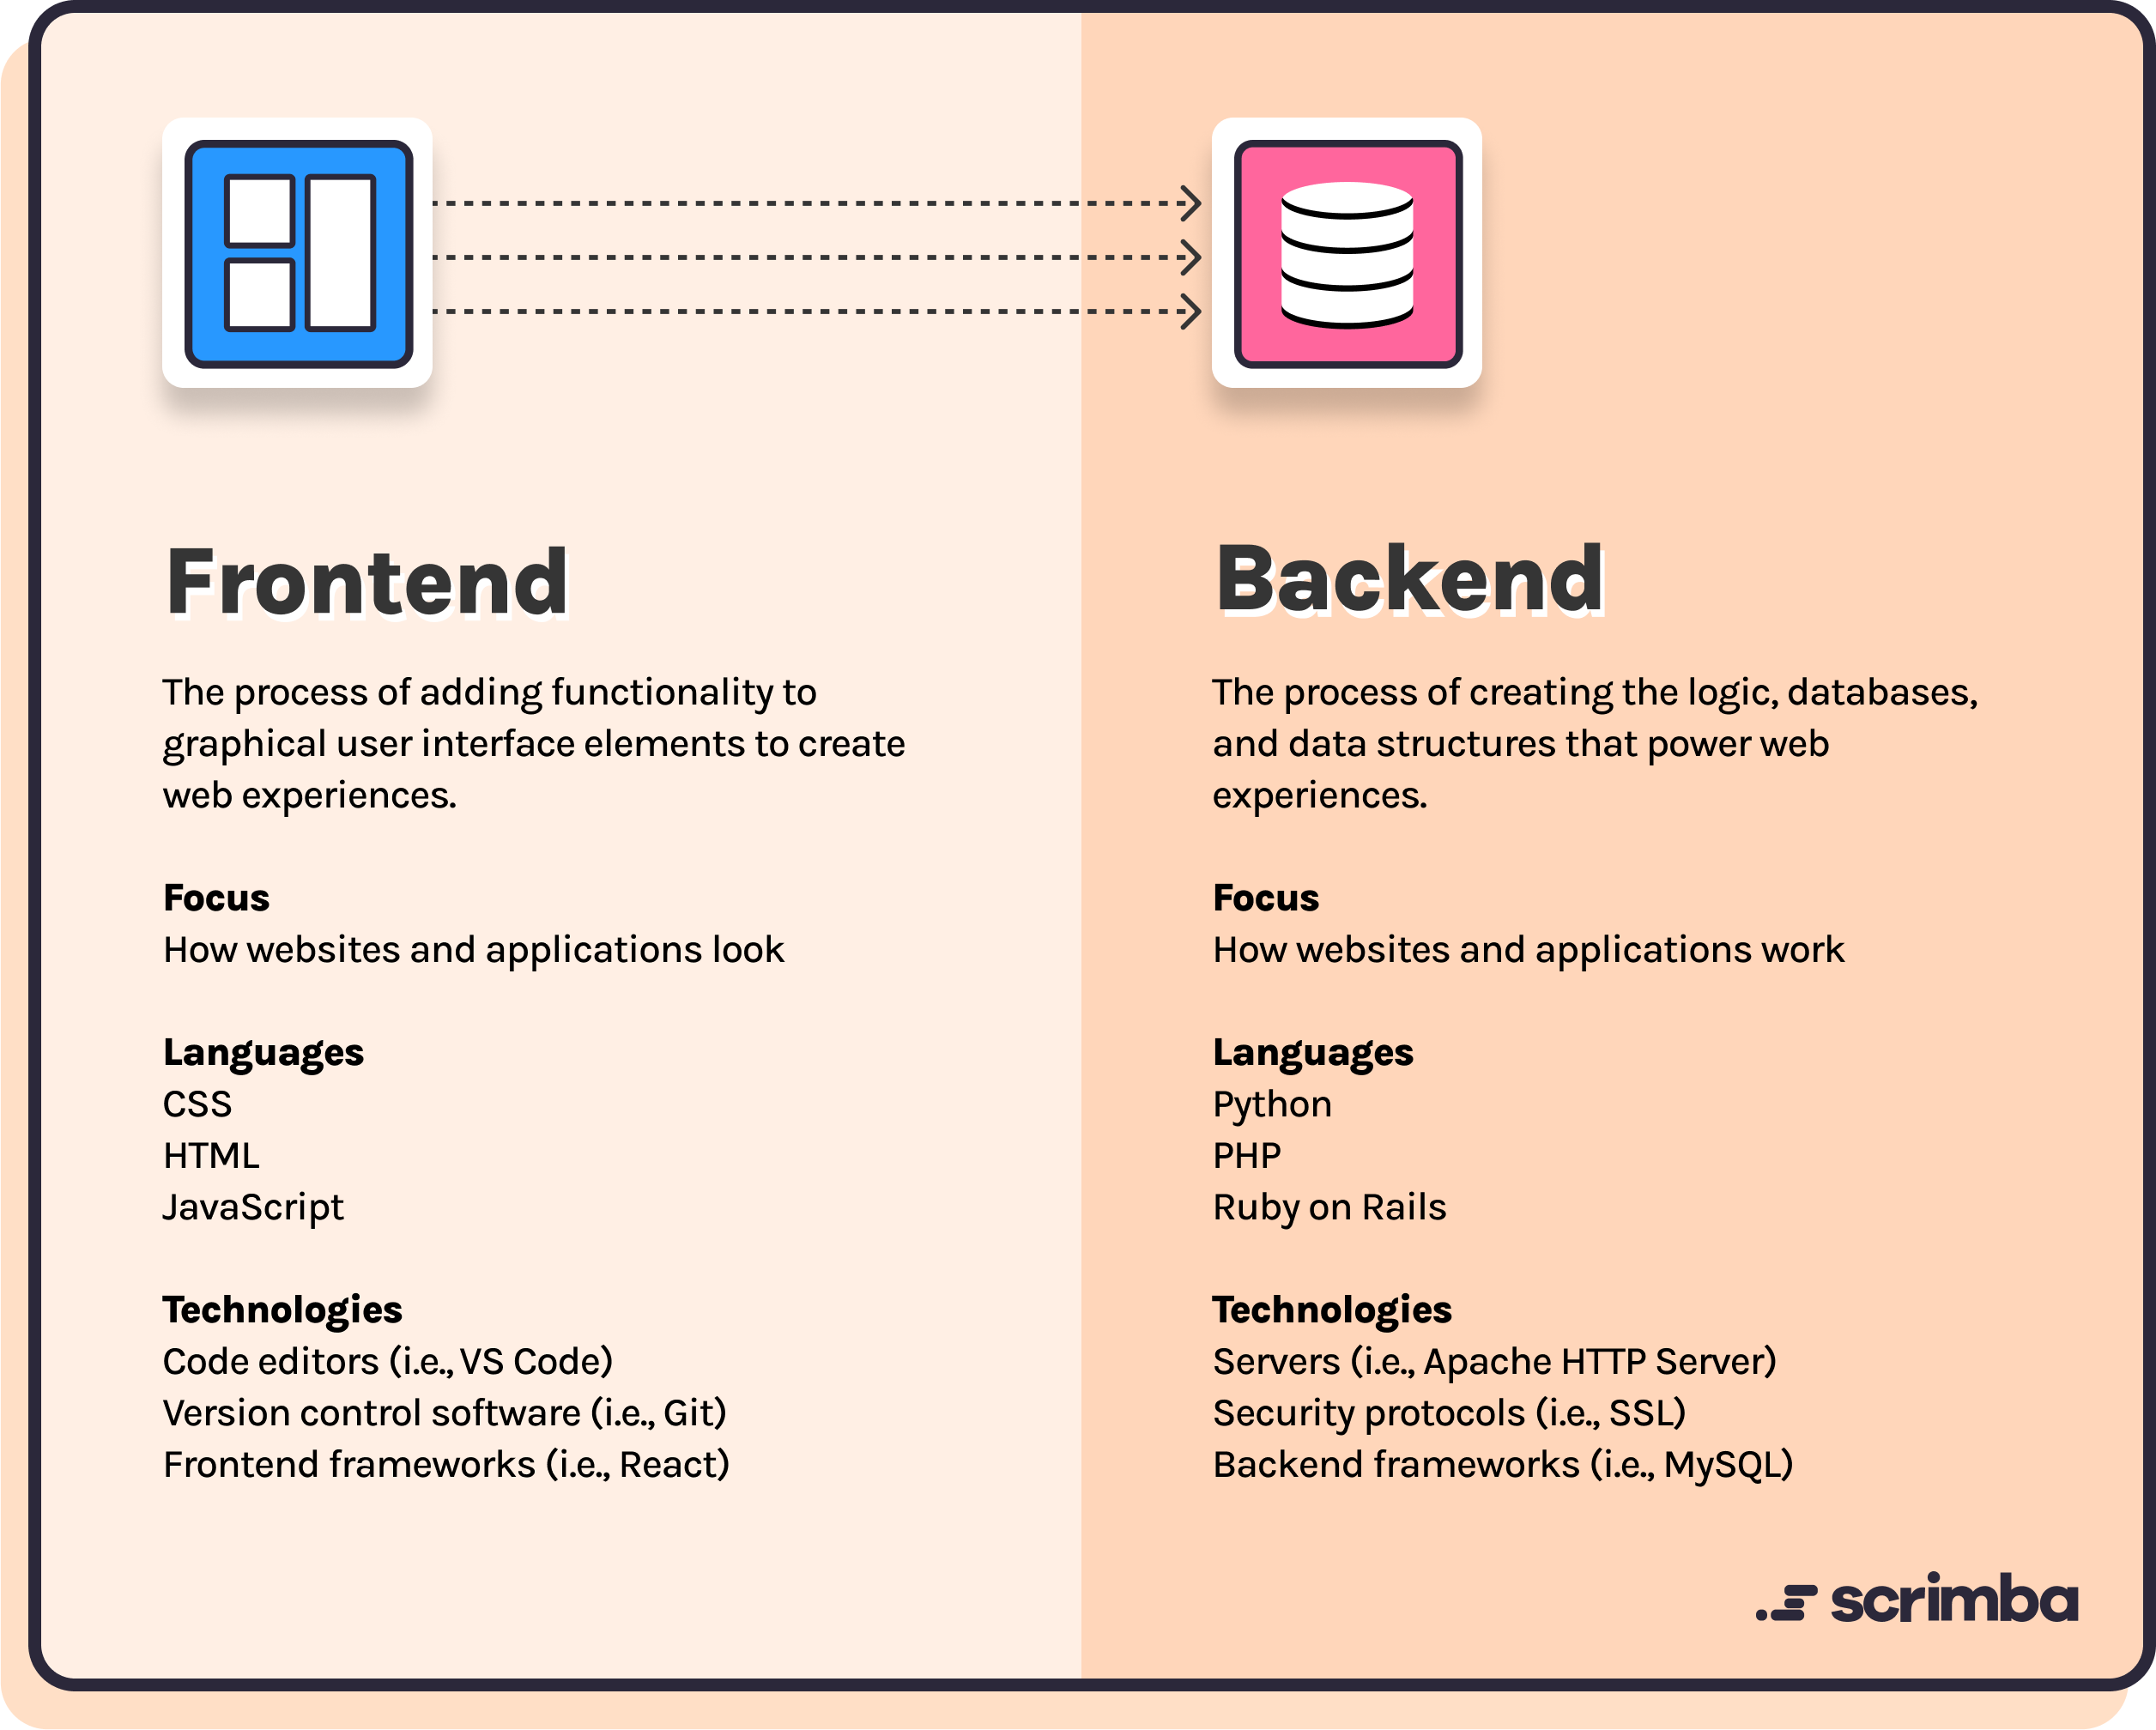 Frontend
The process of adding functionality to
graphical user interface elements to create
web experiences.
Focus
How websites and applications look
Languages
CSS
HTML
JavaScript
Technologies
Code editors (i.e., VS Code)
Version control software (i.e., Git)
Frontend frameworks (i.e., React)
Backend
The process of creating the logic, databases,
and data structures that power web
experiences.
Focus
How websites and applications work
Languages
Python
PHP
Ruby on Rails
Technologies
Servers (i.e., Apache HTTP Server)
Security protocols (i.e., SSL)
Backend frameworks (i.e., MySQL)
scrimba